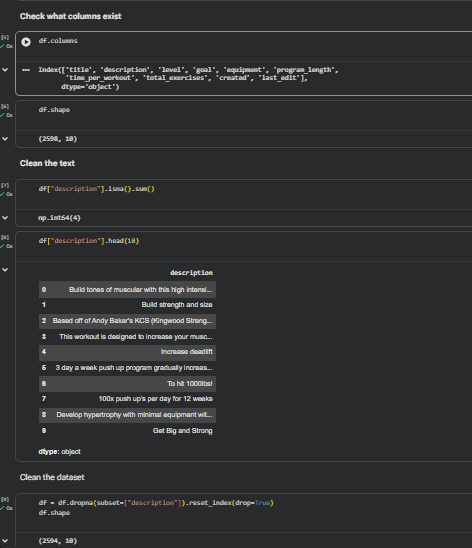 Check what columns exist
[5]
0s
df.columns
Index(['title', 'description', 'level', 'goal', 'equipment', 'program_length',
'time_per_workout', 'total_exercises', 'created', 'last_edit'],
dtype='object')
[6]
0s
df.shape
(2598, 10)
Clean the text
[7]
0s
df["description"].isna().sum()
np.int64(4)
[8]
0s
df["description"].head(10)
description
0 Build tones of muscular with this high intensi...
1 Build strength and size
2 Based off of Andy Baker's KCS (Kingwood Streng...
3 This workout is designed to increase your musc...
4 Increase deadlift
5 3 day a week push up program gradually increas...
6 To hit 1000lbs!
7 100x push up's per day for 12 weeks
8 Develop hypertrophy with minimal equipment wit...
9 Get Big and Strong
dtype: object
Clean the dataset
[9]
0s
df = df.dropna(subset=["description"]).reset_index(drop=True)
df.shape
(2594, 10)